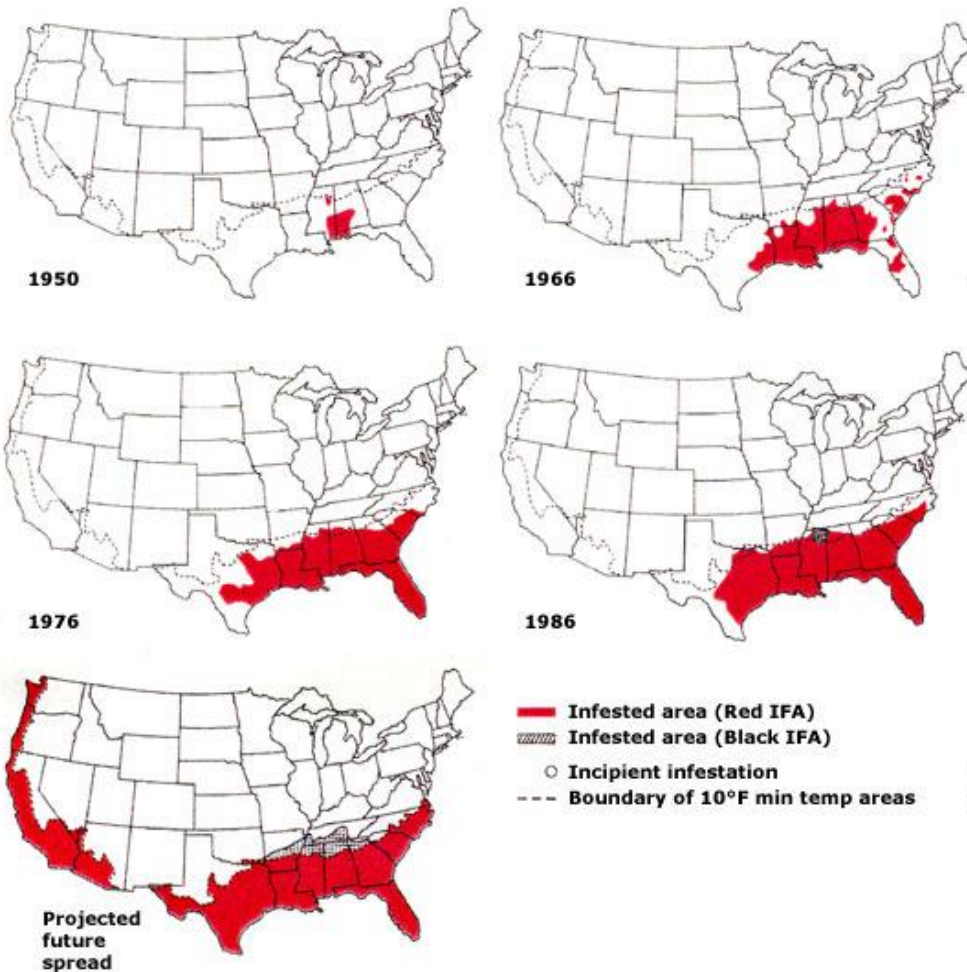 1950
1966
1976
1986
Infested area (Red IFA)
Infested area (Black IFA)
Incipient infestation
Boundary of 10°F min temp areas
Projected
future
spread